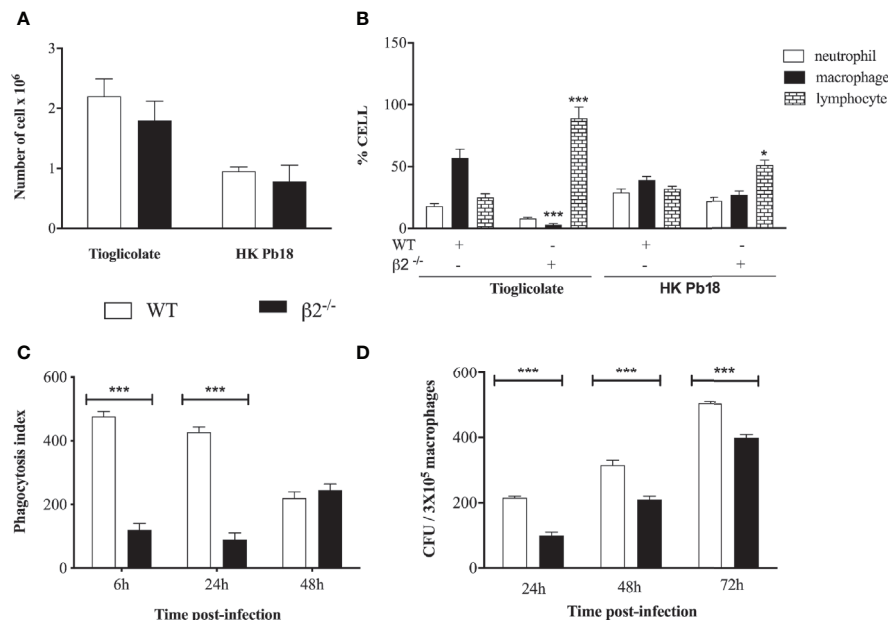 A
Number of cell x 10⁶
3
2
1
0
Tioglicolate HK Pb18
B
neutrophil
macrophage
lymphocyte
% CELL
150
100
50
0
***
***
*
WT + - + -
β2 -/- - + - +
Tioglicolate HK Pb18
WT β2-/-
C
Phagocytosis index
600
400
200
0
*** ***
6h 24h 48h
Time post-infection
D
CFU / 3X10⁵ macrophages
600
400
200
0
*** *** ***
24h 48h 72h
Time post-infection